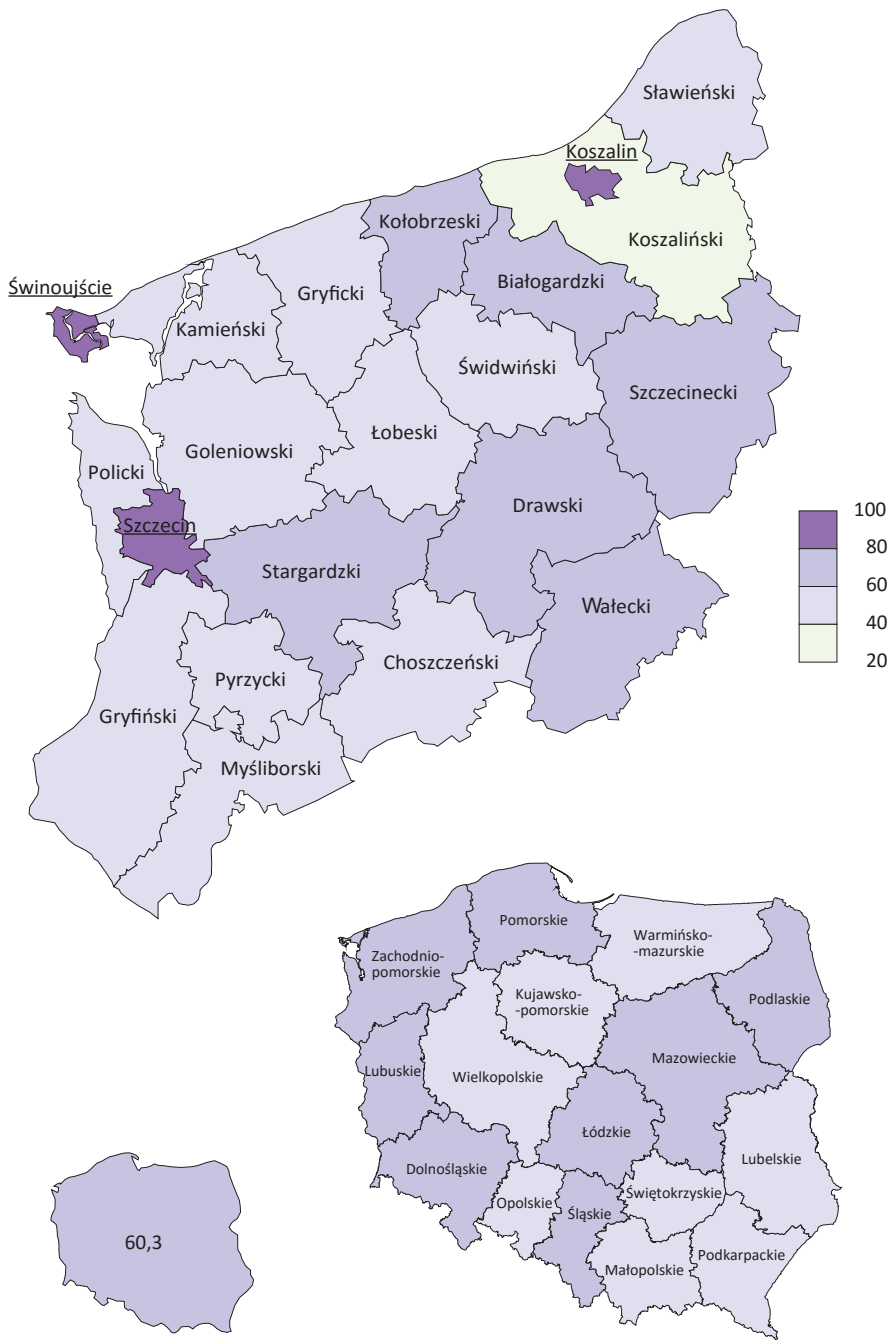 Sławieński
Koszalin
Kołobrzeski
Koszaliński
Świnoujście
Gryficki
Białogardzki
Kamieński
Świdwiński
Szczecinecki
Łobeski
Goleniowski
Policki
Drawski
Szczecin
Stargardzki
Wałecki
Choszczeński
Pyrzycki
Gryfiński
Myśliborski
100
80
60
40
20
Pomorskie
Warmińsko-
-mazurskie
Zachodnio-
pomorskie
Kujawsko-
-pomorskie
Podlaskie
Mazowieckie
Lubuskie
Wielkopolskie
Łódzkie
Lubelskie
Dolnośląskie
Opolskie
Śląskie
Świętokrzyskie
Podkarpackie
Małopolskie
60,3